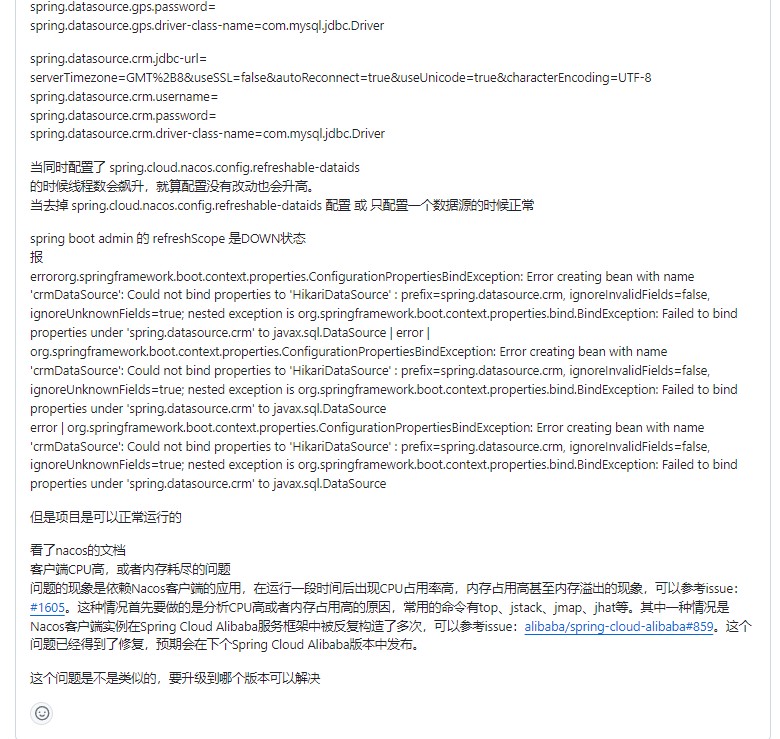 spring.datasource.gps.password=
spring.datasource.gps.driver-class-name=com.mysql.jdbc.Driver
spring.datasource.crm.jdbc-url=
serverTimezone=GMT%2B8&useSSL=false&autoReconnect=true&useUnicode=true&characterEncoding=UTF-8
spring.datasource.crm.username=
spring.datasource.crm.password=
spring.datasource.crm.driver-class-name=com.mysql.jdbc.Driver
当同时配置了 spring.cloud.nacos.config.refreshable-dataids
的时候线程数会飙升，就算配置没有改动也会升高。
当去掉 spring.cloud.nacos.config.refreshable-dataids 配置 或 只配置一个数据源的时候正常
spring boot admin 的 refreshScope 是DOWN状态
报
errororg.springframework.boot.context.properties.ConfigurationPropertiesBindException: Error creating bean with name
'crmDataSource': Could not bind properties to 'HikariDataSource' : prefix=spring.datasource.crm, ignoreInvalidFields=false,
ignoreUnknownFields=true; nested exception is org.springframework.boot.context.properties.bind.BindException: Failed to bind
properties under 'spring.datasource.crm' to javax.sql.DataSource | error |
org.springframework.boot.context.properties.ConfigurationPropertiesBindException: Error creating bean with name
'crmDataSource': Could not bind properties to 'HikariDataSource' : prefix=spring.datasource.crm, ignoreInvalidFields=false,
ignoreUnknownFields=true; nested exception is org.springframework.boot.context.properties.bind.BindException: Failed to bind
properties under 'spring.datasource.crm' to javax.sql.DataSource
error | org.springframework.boot.context.properties.ConfigurationPropertiesBindException: Error creating bean with name
'crmDataSource': Could not bind properties to 'HikariDataSource' : prefix=spring.datasource.crm, ignoreInvalidFields=false,
ignoreUnknownFields=true; nested exception is org.springframework.boot.context.properties.bind.BindException: Failed to bind
properties under 'spring.datasource.crm' to javax.sql.DataSource
但是项目是可以正常运行的
看了nacos的文档
客户端CPU高，或者内存耗尽的问题
问题的现象是依赖Nacos客户端的应用，在运行一段时间后出现CPU占用率高，内存占用高甚至内存溢出的现象，可以参考issue：
#1605。这种情况首先要做的是分析CPU高或者内存占用高的原因，常用的命令有top、jstack、jmap、jhat等。其中一种情况是
Nacos客户端实例在Spring Cloud Alibaba服务框架中被反复构造了多次，可以参考issue：alibaba/spring-cloud-alibaba#859。这个
问题已经得到了修复，预期会在下个Spring Cloud Alibaba版本中发布。
这个问题是不是类似的，要升级到哪个版本可以解决